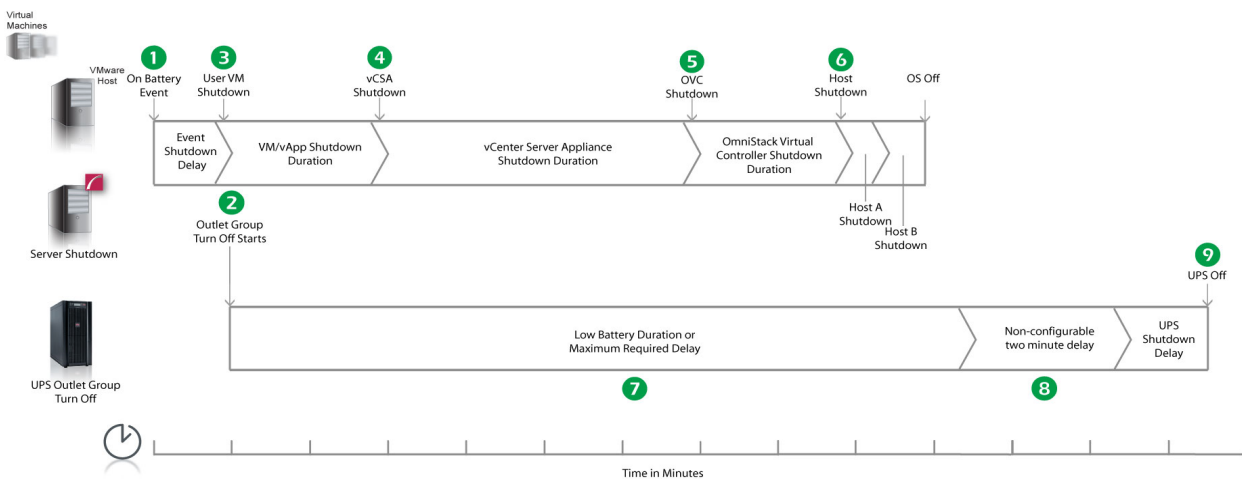 Virtual
Machines
VMware
Host
1
On Battery
Event
3
User VM
Shutdown
4
vCSA
Shutdown
5
OVC
Shutdown
6
Host
Shutdown
OS Off
Event
Shutdown
Delay
VM/vApp Shutdown
Duration
vCenter Server Appliance
Shutdown Duration
OmniStack Virtual
Controller Shutdown
Duration
Host A
Shutdown
Host B
Shutdown
2
Outlet Group
Turn Off Starts
Server Shutdown
9
UPS Off
Low Battery Duration or
Maximum Required Delay
Non-configurable
two minute delay
UPS
Shutdown
Delay
7
8
UPS Outlet Group
Turn Off
Time in Minutes